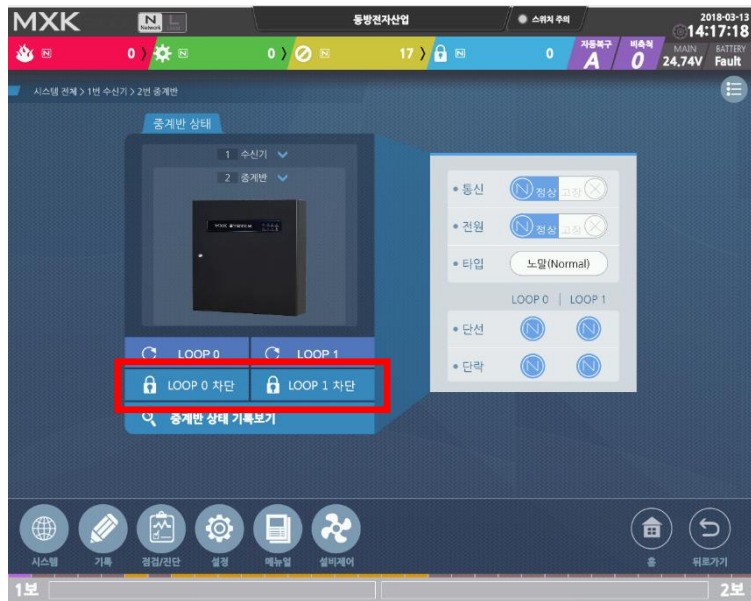 MXK
N
Network
L
동방전자산업
스위치 주의
2018-03-13
14:17:18
N 0
N 0
N 17
N 0
자동복구
A
비축적
0
MAIN
24.74V
BATTERY
Fault
시스템 전체 > 1번 수신기 > 2번 중계반
중계반 상태
1 수신기
2 중계반
MXK
통신 N 정상 고장 X
전원 N 정상 고장 X
타입 노말(Normal)
LOOP 0 | LOOP 1
단선 N N
단락 N N
LOOP 0 LOOP 1
LOOP 0 차단 LOOP 1 차단
중계반 상태 기록보기
시스템 기록 점검/진단 설정 메뉴얼 설비제어 홈 뒤로가기
1보 2보